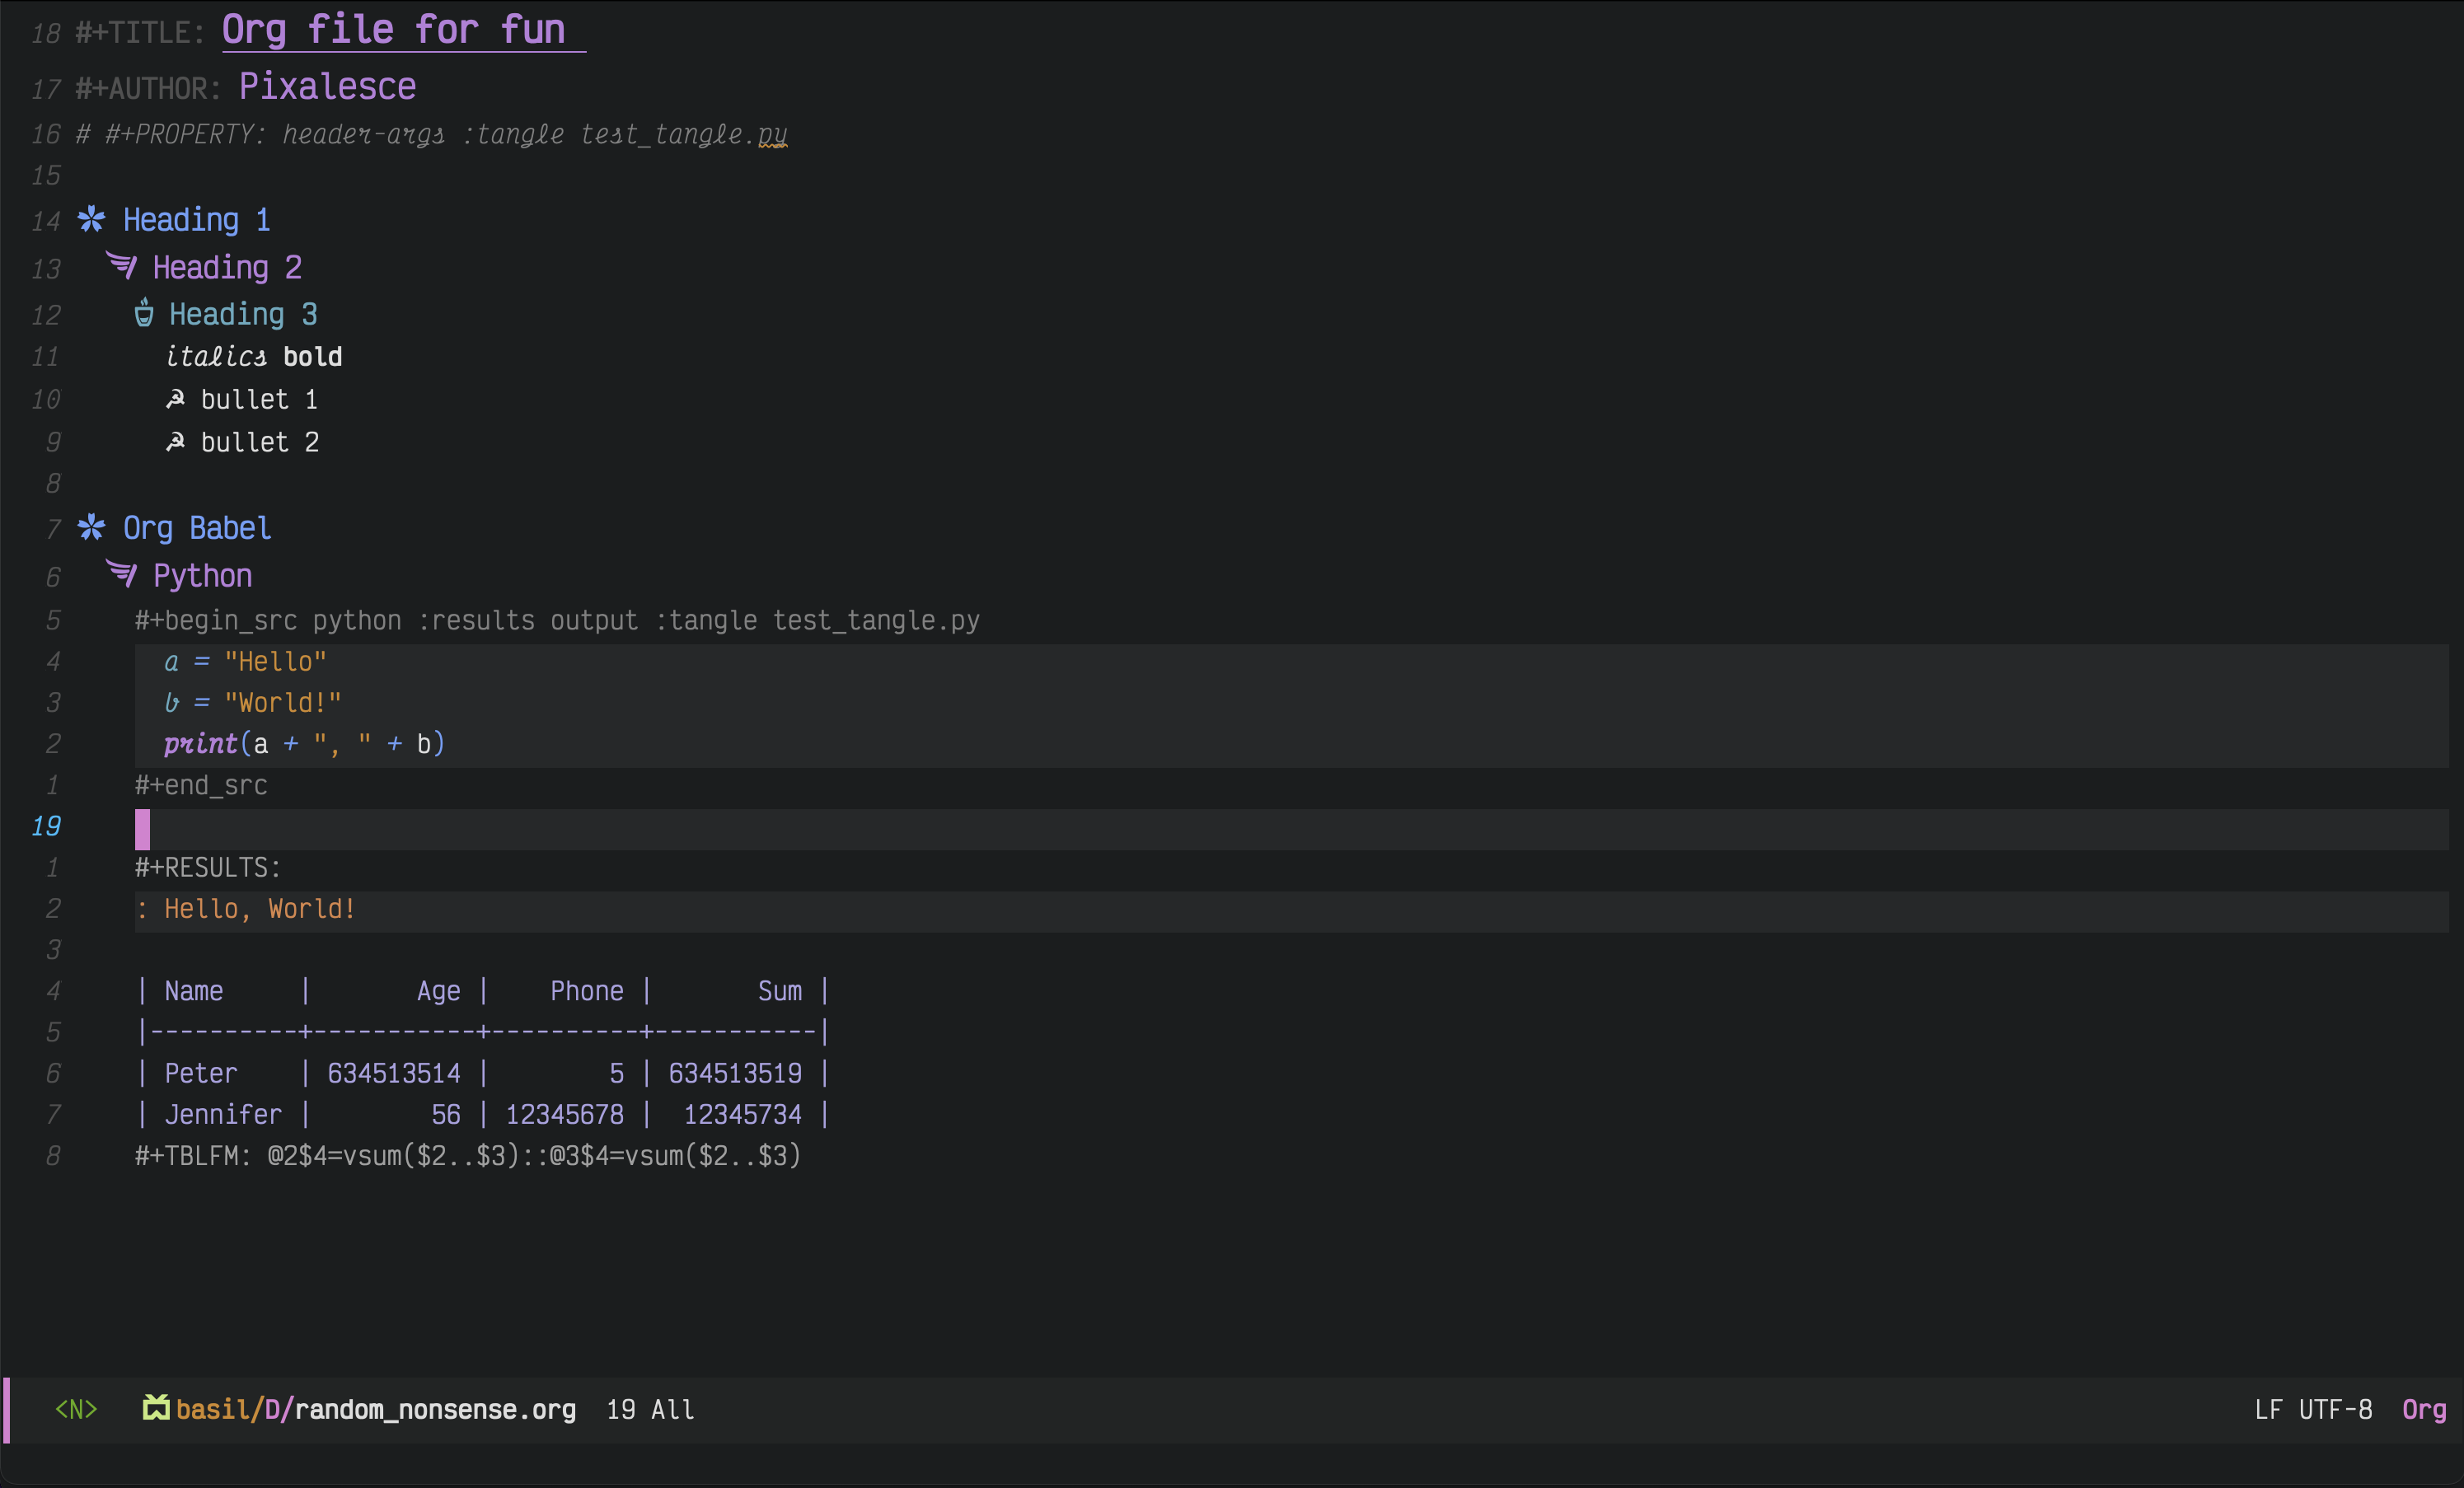 18 #+TITLE: Org file for fun
17 #+AUTHOR: Pixalesce
16 # #+PROPERTY: header-args :tangle test_tangle.py
15
14 Heading 1
13 Heading 2
12 Heading 3
11 italics bold
10 ☭ bullet 1
9 ☭ bullet 2
8
7 Org Babel
6 Python
5 #+begin_src python :results output :tangle test_tangle.py
4 a = "Hello"
3 b = "World!"
2 print(a + ", " + b)
1 #+end_src
19
1 #+RESULTS:
2 : Hello, World!
3
4 | Name     |       Age |    Phone |       Sum |
5 |----------+-----------+----------+-----------|
6 | Peter    | 634513514 |        5 | 634513519 |
7 | Jennifer |        56 | 12345678 |  12345734 |
8 #+TBLFM: @2$4=vsum($2..$3)::@3$4=vsum($2..$3)
<N> basil/D/random_nonsense.org 19 All LF UTF-8 Org